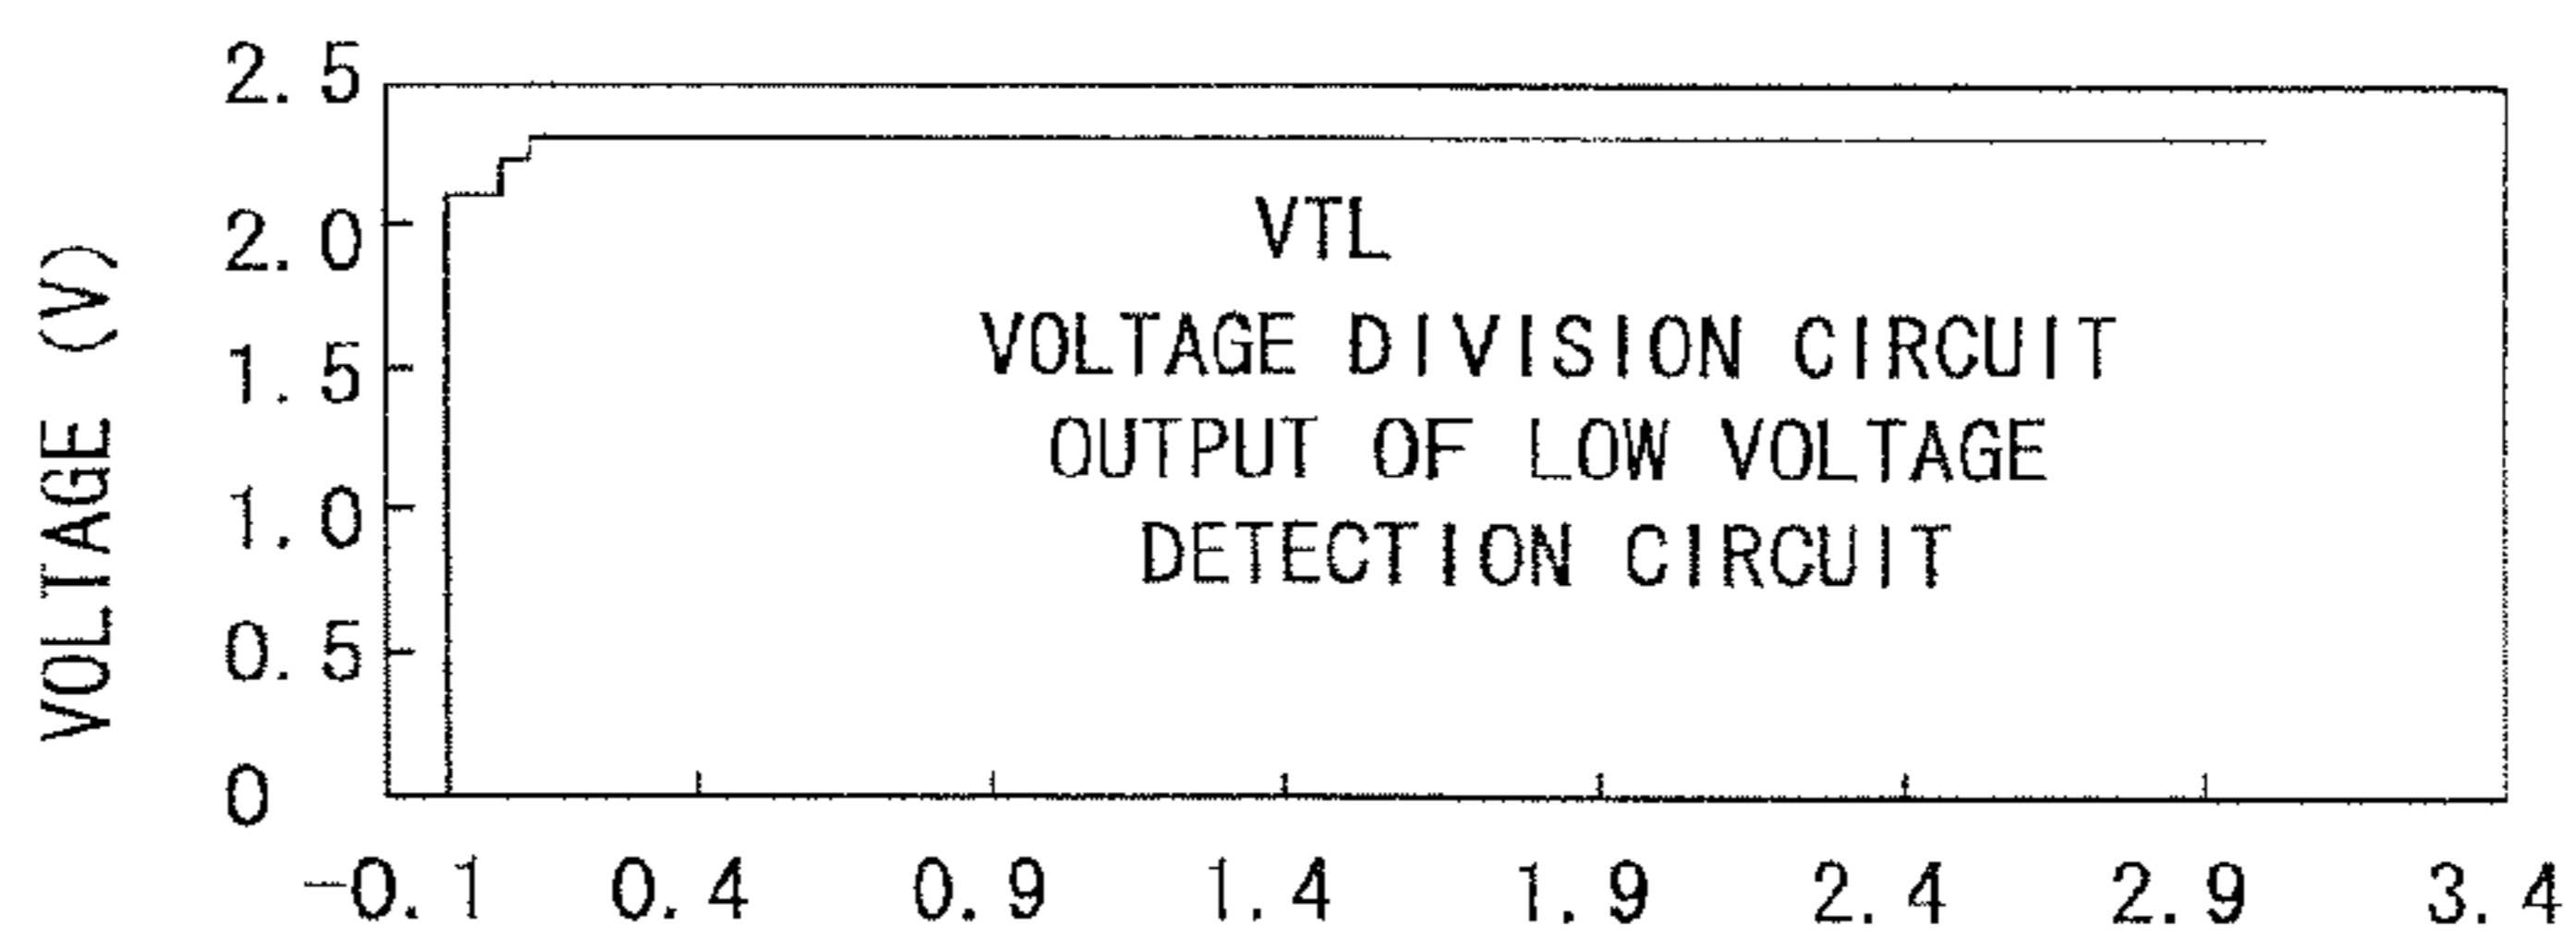 2.5
2.0
1.5
1.0
0.5
0
VOLTAGE (V)
VTL
VOLTAGE DIVISION CIRCUIT
OUTPUT OF LOW VOLTAGE
DETECTION CIRCUIT
-0.1 0.4 0.9 1.4 1.9 2.4 2.9 3.4